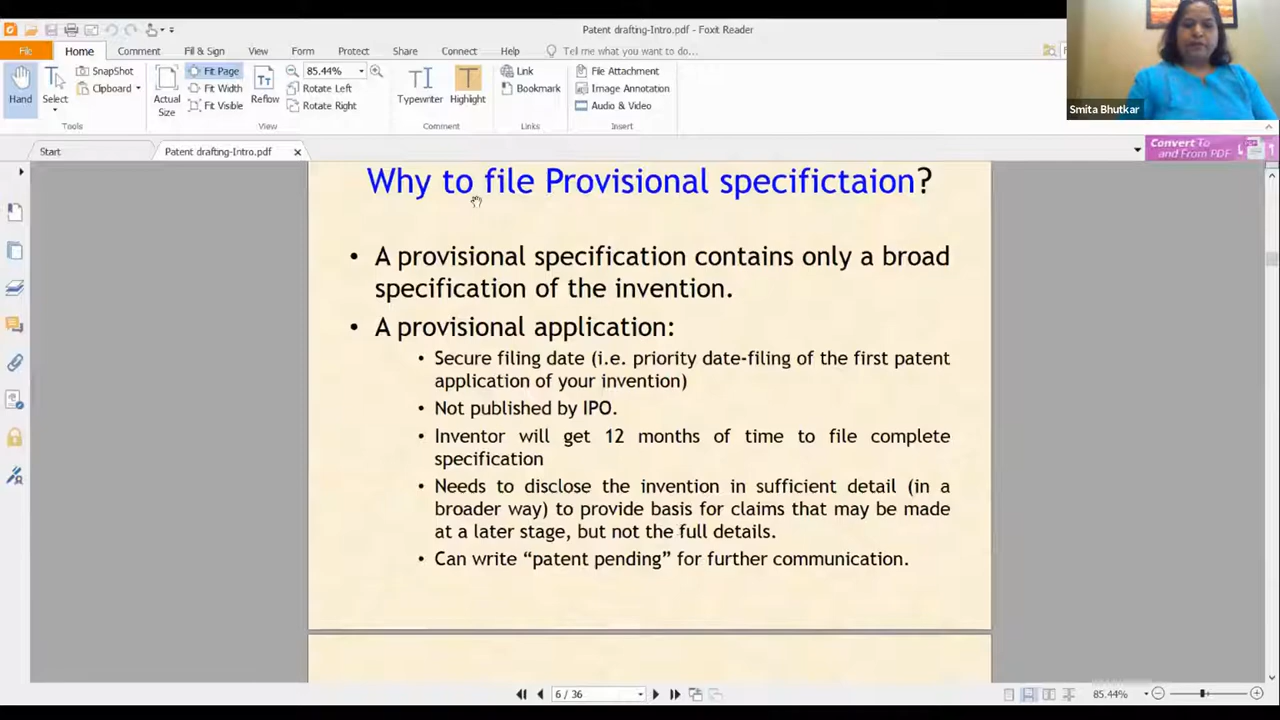 Patent drafting-Intro.pdf - Foxit Reader
File Home Comment Fill & Sign View Form Protect Share Connect Help Tell me what you want to do...
Hand
Select
SnapShot
Clipboard
Actual
Size
Fit Page
Fit Width
Fit Visible
Reflow
85.44%
Rotate Left
Rotate Right
Typewriter
Highlight
Link
Bookmark
File Attachment
Image Annotation
Audio & Video
Tools View Comment Links Insert
Smita Bhutkar
Start Patent drafting-Intro.pdf
Convert To
and From PDF
Why to file Provisional specifictaion?
• A provisional specification contains only a broad
specification of the invention.
• A provisional application:
• Secure filing date (i.e. priority date-filing of the first patent
application of your invention)
• Not published by IPO.
• Inventor will get 12 months of time to file complete
specification
• Needs to disclose the invention in sufficient detail (in a
broader way) to provide basis for claims that may be made
at a later stage, but not the full details.
• Can write “patent pending” for further communication.
6 / 36
85.44%